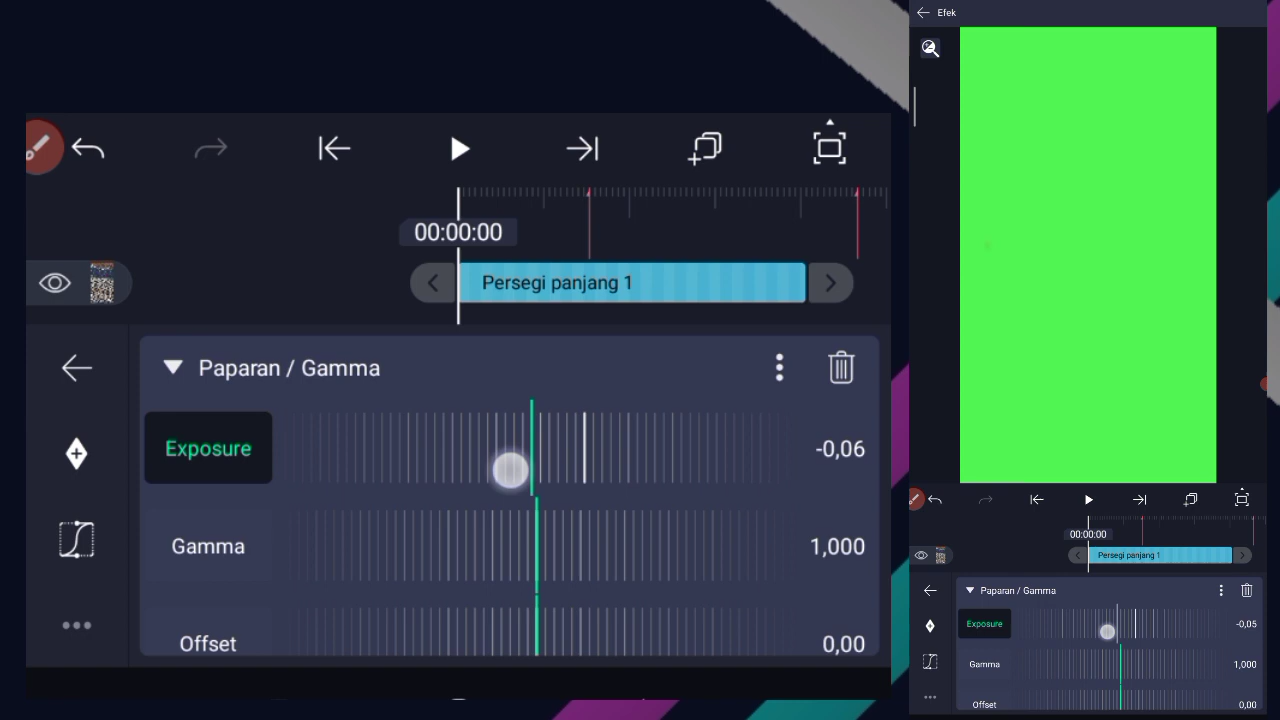 Efek
00:00:00
Persegi panjang 1
Paparan / Gamma
Exposure -0,06
Gamma 1,000
Offset 0,00
00:00:00
Persegi panjang 1
Paparan / Gamma
Exposure -0,05
Gamma 1,000
Offset 0,00